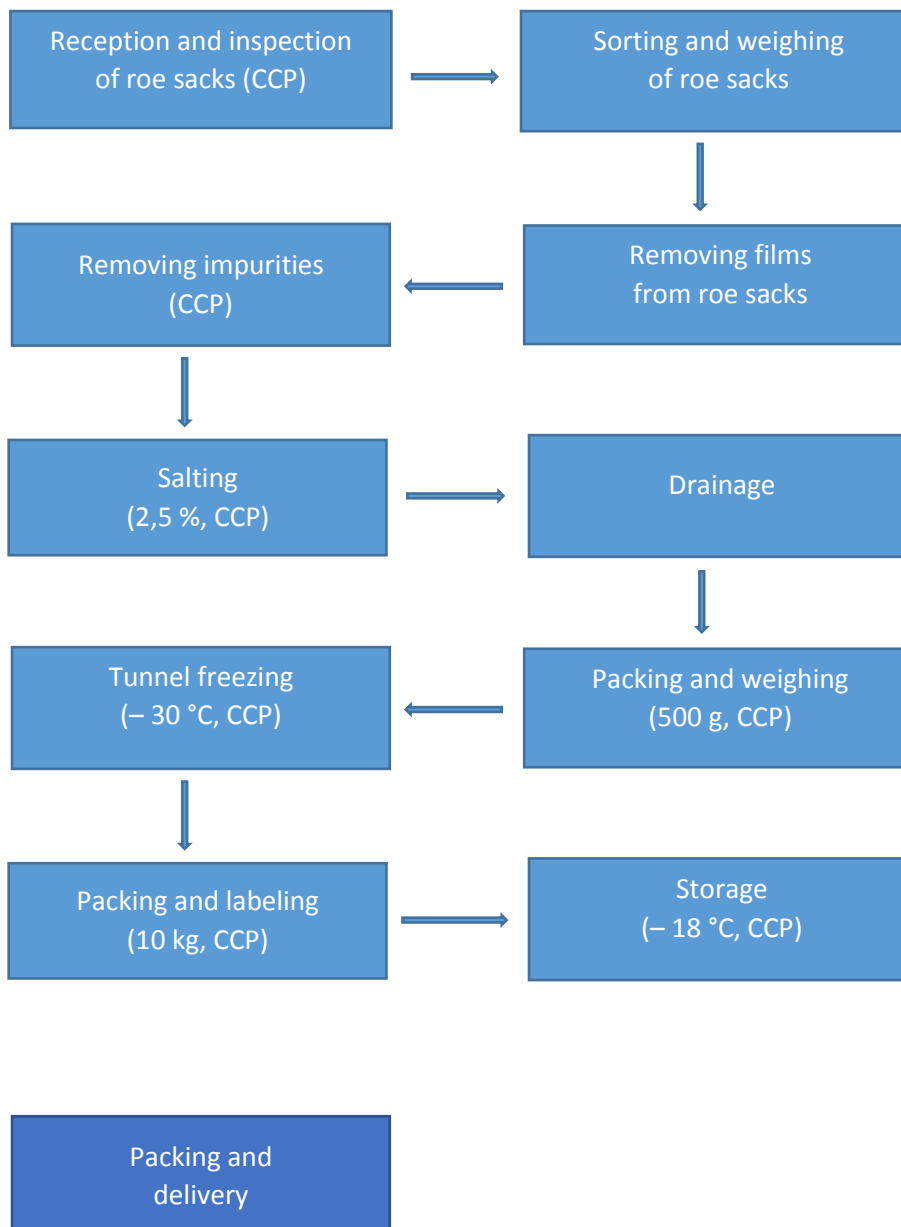 Reception and inspection
of roe sacks (CCP)
Sorting and weighing
of roe sacks
Removing films
from roe sacks
Removing impurities
(CCP)
Salting
(2,5 %, CCP)
Drainage
Packing and weighing
(500 g, CCP)
Tunnel freezing
(– 30 °C, CCP)
Packing and labeling
(10 kg, CCP)
Storage
(– 18 °C, CCP)
Packing and
delivery